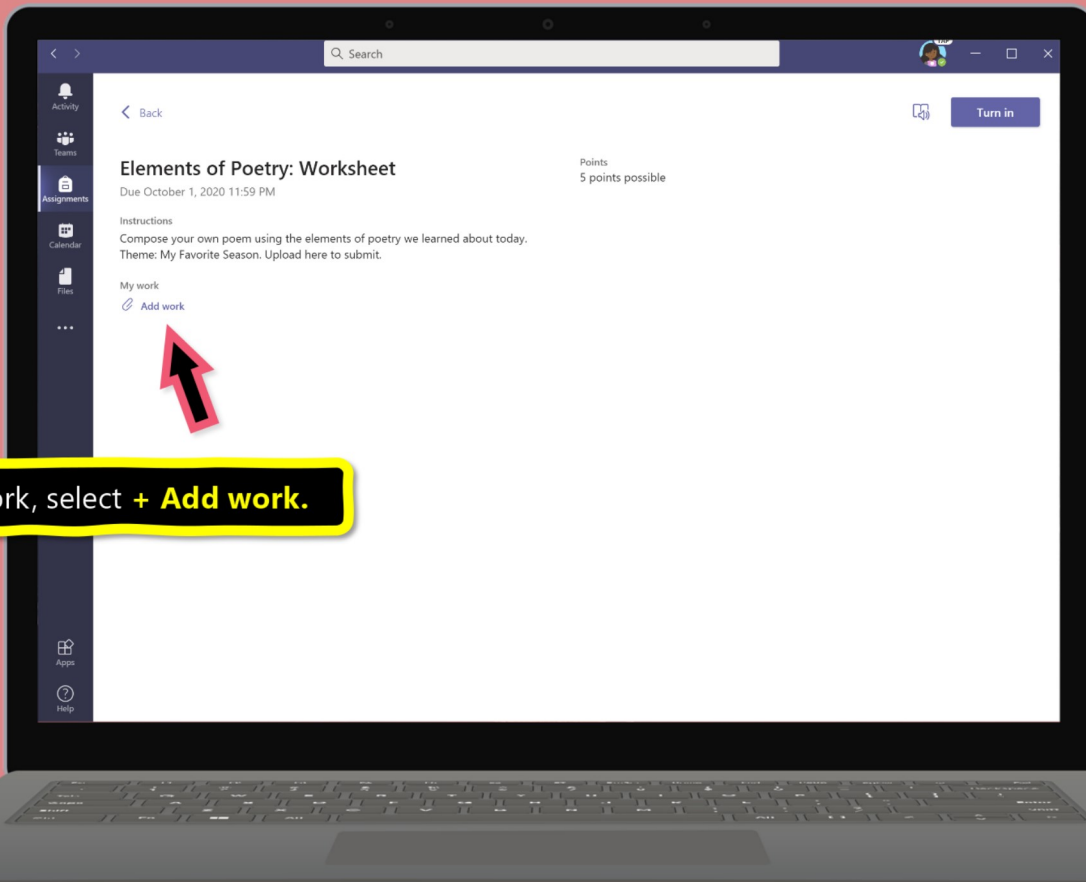 Search
Activity
Teams
Assignments
Calendar
Files
Apps
Help
Back
Turn in
Elements of Poetry: Worksheet
Due October 1, 2020 11:59 PM
Points
5 points possible
Instructions
Compose your own poem using the elements of poetry we learned about today.
Theme: My Favorite Season. Upload here to submit.
My work
Add work
select + Add work.